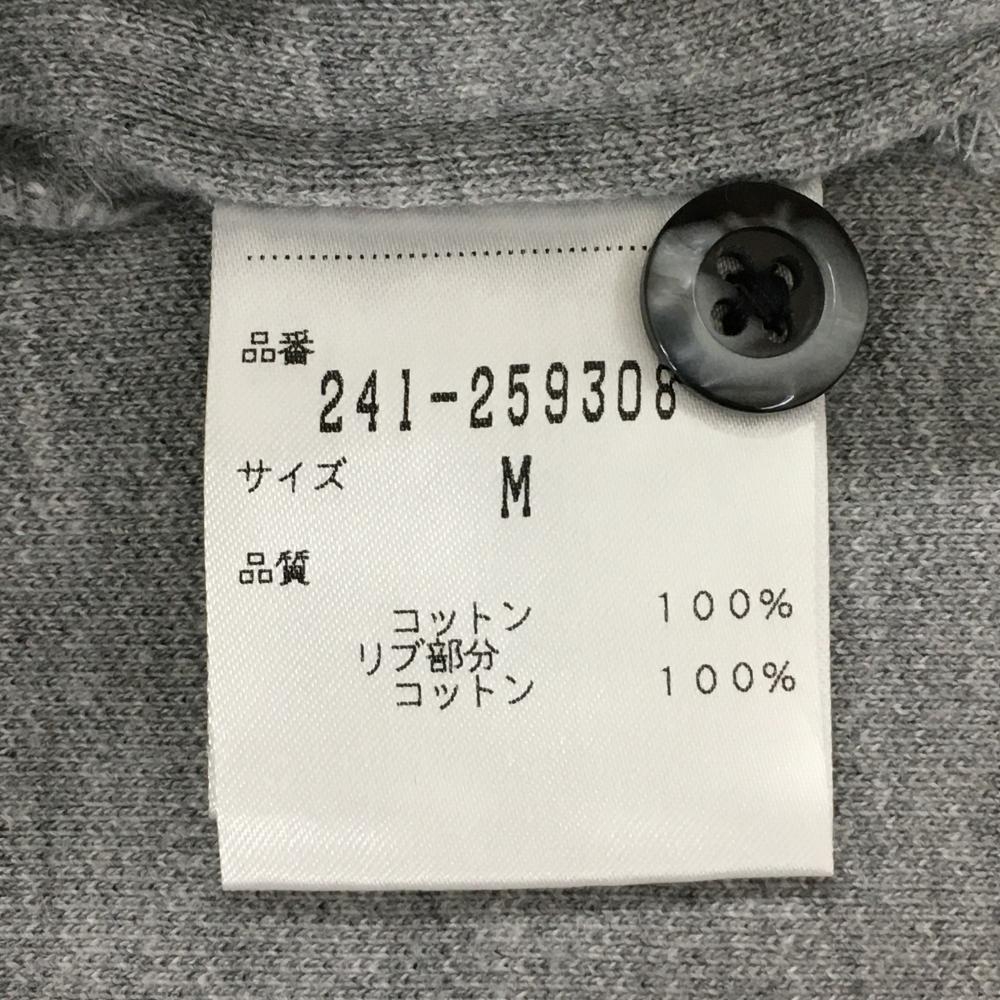 品番
241-259308
サイズ M
品質
コットン 100%
リブ部分
コットン 100%